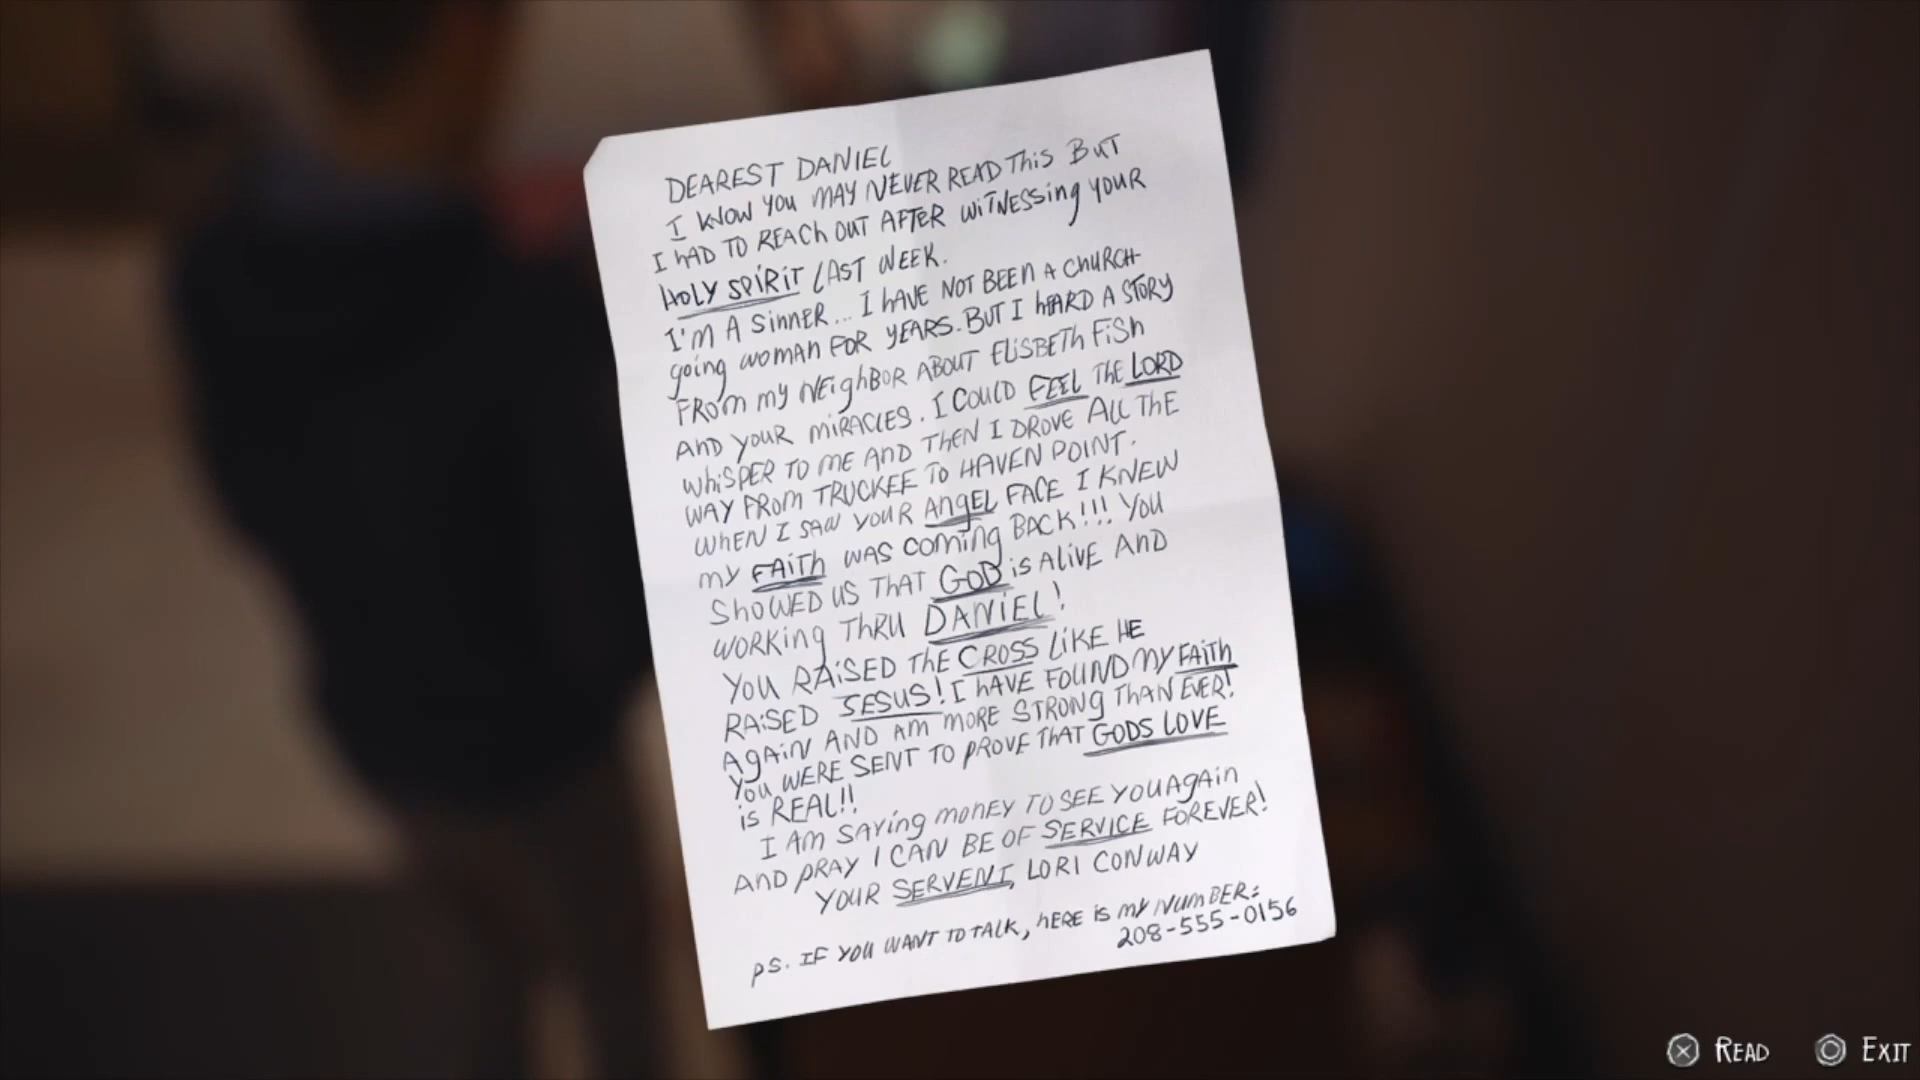 DEAREST DANIEL
I KNOW YOU MAY NEVER READ THIS BUT
I HAD TO REACH OUT AFTER WITNESSING YOUR
HOLY SPIRIT LAST WEEK.
I'M A SINNER... I HAVE NOT BEEN A CHURCH-
GOING WOMAN FOR YEARS. BUT I HEARD A STORY
FROM MY NEIGHBOR ABOUT ELISBETH FISH
AND YOUR MIRACLES. I COULD FEEL THE LORD
WHISPER TO ME AND THEN I DROVE ALL THE
WAY FROM TRUCKEE TO HAVEN POINT.
WHEN I SAW YOUR ANGEL FACE I KNEW
MY FAITH WAS COMING BACK!!! YOU
SHOWED US THAT GOD IS ALIVE AND
WORKING THRU DANIEL!
YOU RAISED THE CROSS LIKE HE
RAISED JESUS! I HAVE FOUND MY FAITH
AGAIN AND AM MORE STRONG THAN EVER!
YOU WERE SENT TO PROVE THAT GODS LOVE
IS REAL!!
I AM SAVING MONEY TO SEE YOU AGAIN
AND PRAY I CAN BE OF SERVICE FOREVER!
YOUR SERVENT, LORI CONWAY
PS. IF YOU WANT TO TALK, HERE IS MY NUMBER:
208-555-0156
READ EXIT